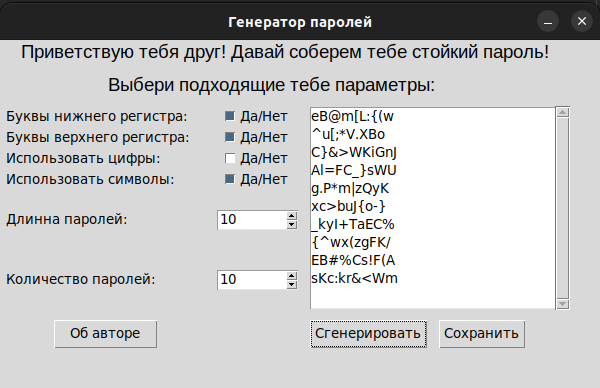 Генератор паролей
Приветствую тебя друг! Давай соберем тебе стойкий пароль!
Выбери подходящие тебе параметры:
Буквы нижнего регистра: Да/Нет
Буквы верхнего регистра: Да/Нет
Использовать цифры: Да/Нет
Использовать символы: Да/Нет
Длинна паролей: 10
Количество паролей: 10
eB@m[L:{(w
^u[;*V.XBo
C}&>WKiGnJ
Al=FC_}sWU
g.P*m|zQyK
xc>buJ{o-}
_kyI+TaEC%
{^wx(zgFK/
EB#%Cs!F(A
sKc:kr&<Wm
Об авторе Сгенерировать Сохранить